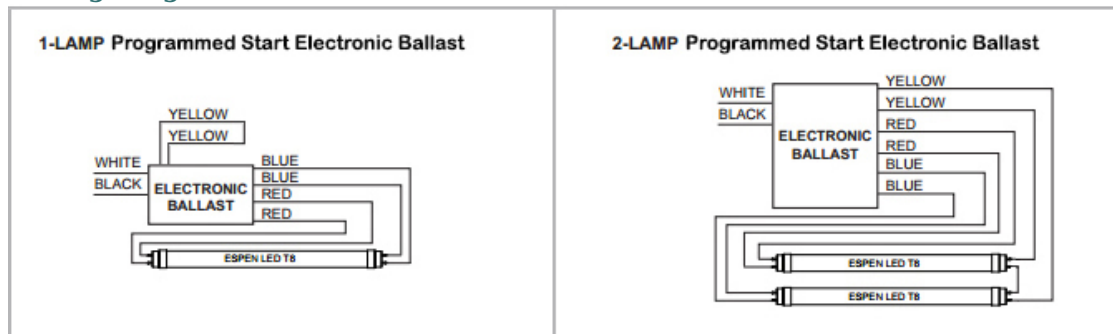 1-LAMP Programmed Start Electronic Ballast
YELLOW
YELLOW
WHITE
BLACK
ELECTRONIC
BALLAST
BLUE
BLUE
RED
RED
ESPEN LED T8
2-LAMP Programmed Start Electronic Ballast
WHITE
BLACK
ELECTRONIC
BALLAST
YELLOW
YELLOW
RED
RED
BLUE
BLUE
ESPEN LED T8
ESPEN LED T8